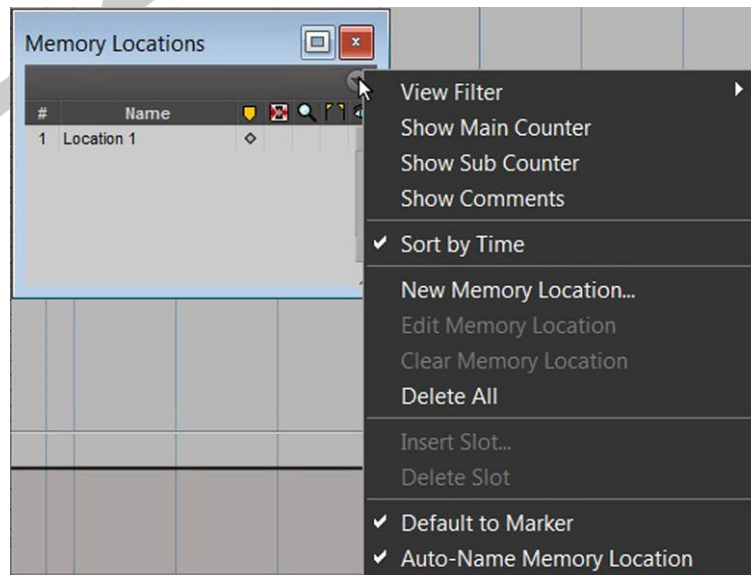 Memory Locations
# Name
1 Location 1
View Filter
Show Main Counter
Show Sub Counter
Show Comments
Sort by Time
New Memory Location...
Edit Memory Location
Clear Memory Location
Delete All
Insert Slot...
Delete Slot
Default to Marker
Auto-Name Memory Location